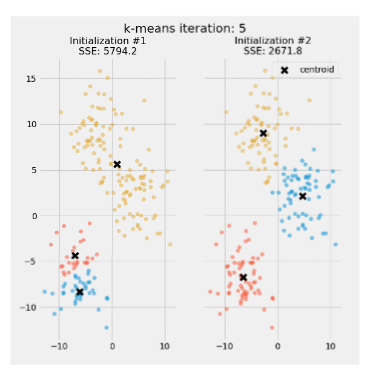 k-means iteration: 5
Initialization #1
SSE: 5794.2
Initialization #2
SSE: 2671.8
centroid
15
10
5
0
−5
−10
−10
0
10
−10
0
10